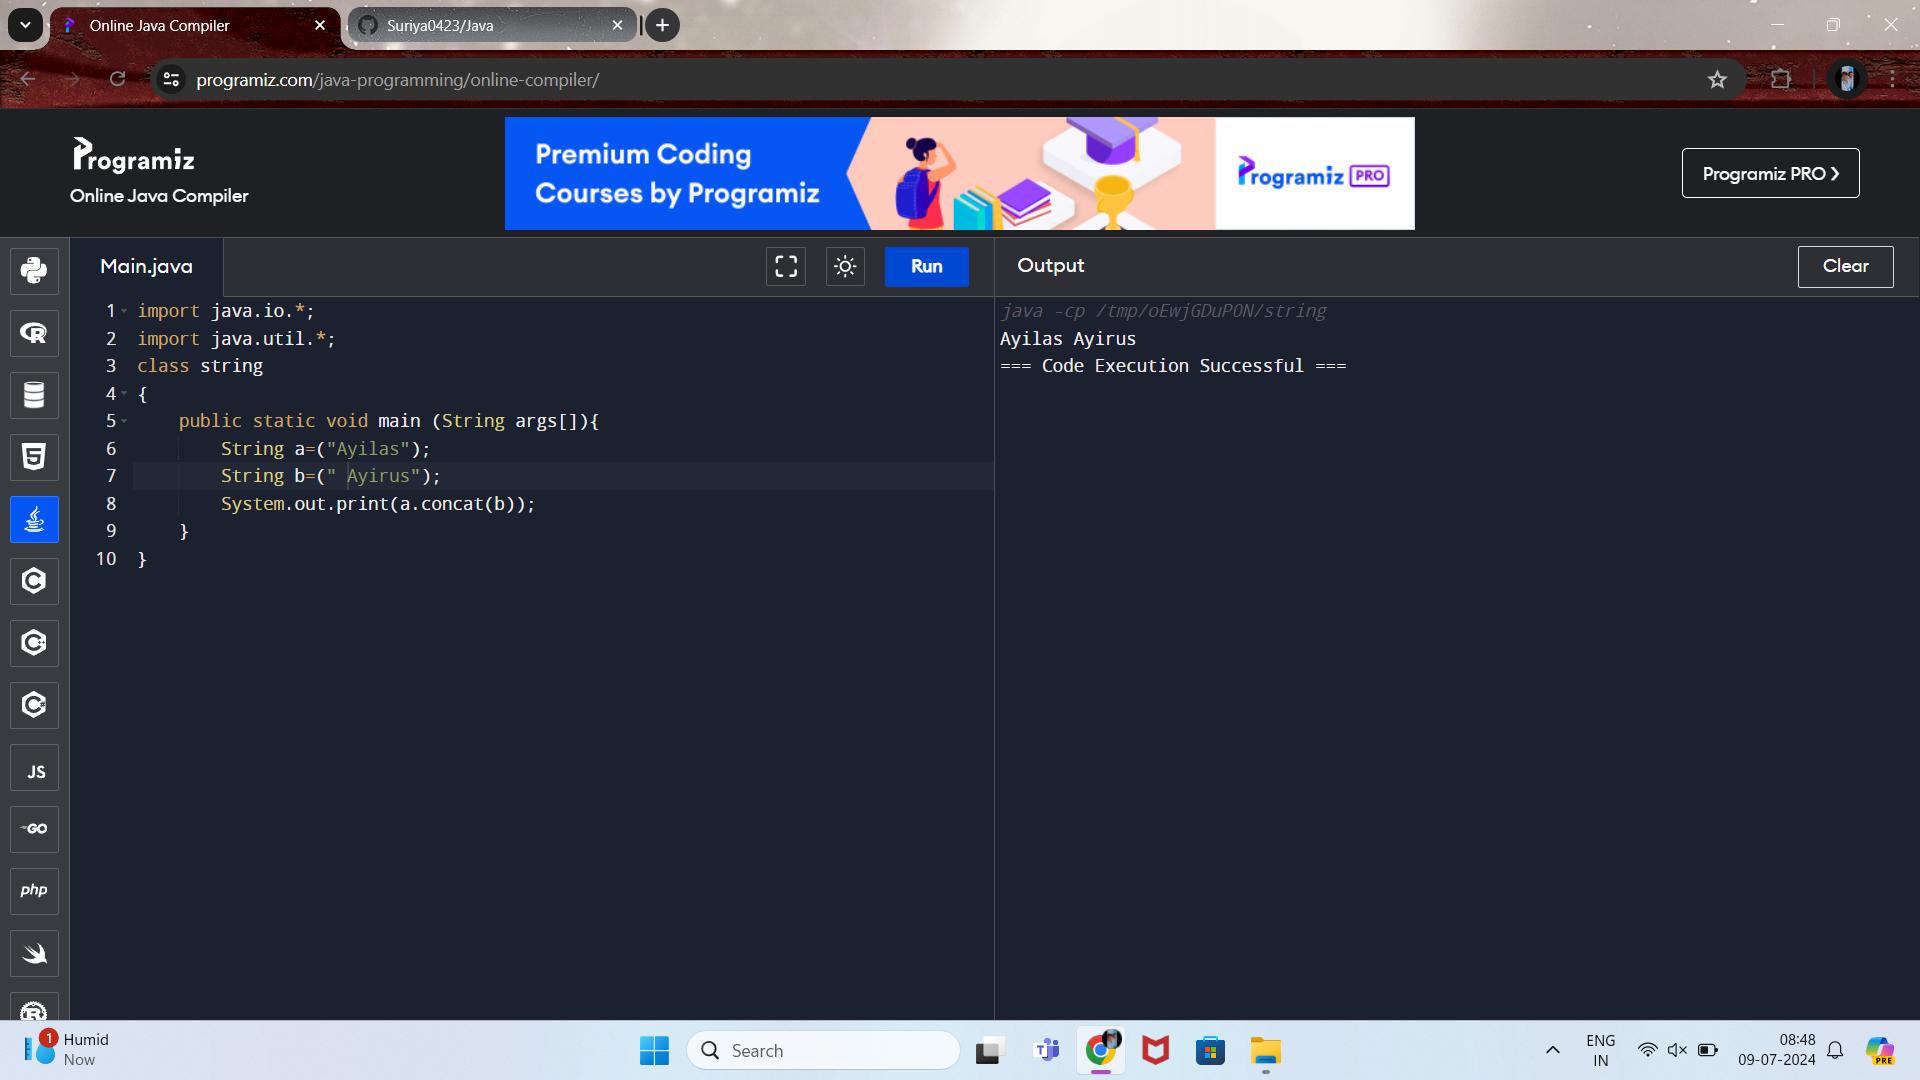 Online Java Compiler
Suriya0423/Java
programiz.com/java-programming/online-compiler/
Programiz
Online Java Compiler
Premium Coding
Courses by Programiz
Programiz PRO
Programiz PRO ❯
Main.java
Run
Output
Clear
1 import java.io.*;
2 import java.util.*;
3 class string
4 {
5     public static void main (String args[]){
6         String a=("Ayilas");
7         String b=(" Ayirus");
8         System.out.print(a.concat(b));
9     }
10 }
java -cp /tmp/oEwjGDuPON/string
Ayilas Ayirus
=== Code Execution Successful ===
JS
GO
php
1
Humid
Now
Search
ENG
IN
08:48
09-07-2024
PRE